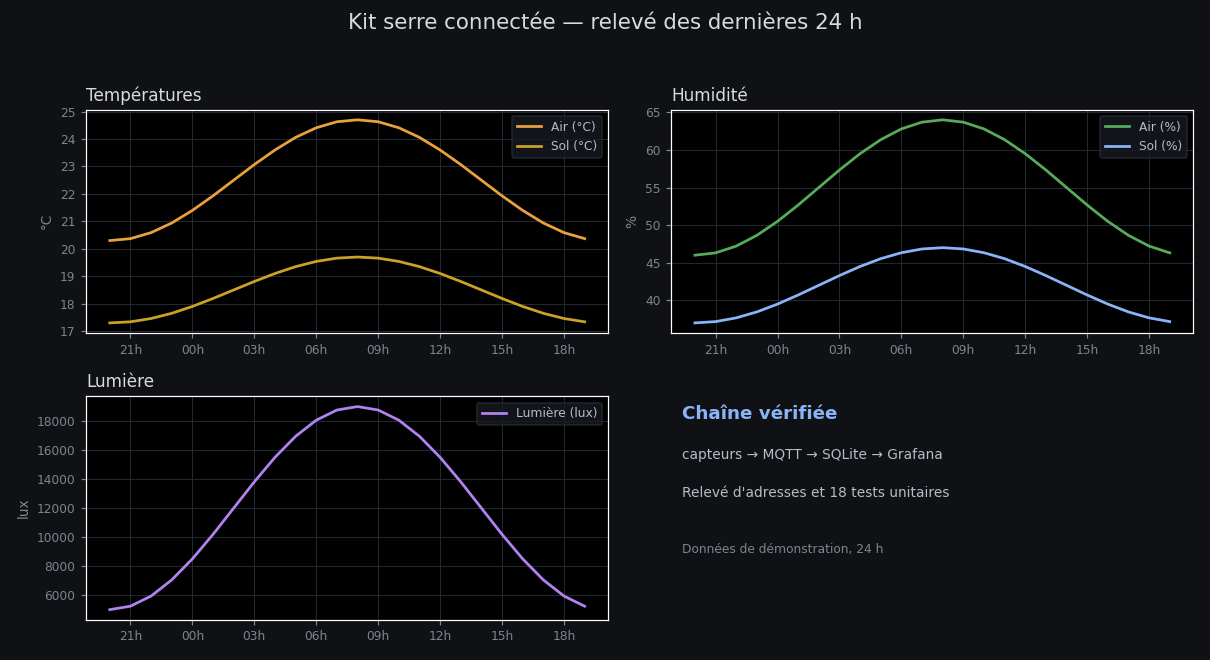 Kit serre connectée — relevé des dernières 24 h
Températures
25
24
23
22
21
20
19
18
17
°C
Air (°C)
Sol (°C)
21h 00h 03h 06h 09h 12h 15h 18h
Humidité
65
60
55
50
45
40
%
Air (%)
Sol (%)
21h 00h 03h 06h 09h 12h 15h 18h
Lumière
18000
16000
14000
12000
10000
8000
6000
lux
Lumière (lux)
21h 00h 03h 06h 09h 12h 15h 18h
Chaîne vérifiée
capteurs → MQTT → SQLite → Grafana
Relevé d'adresses et 18 tests unitaires
Données de démonstration, 24 h